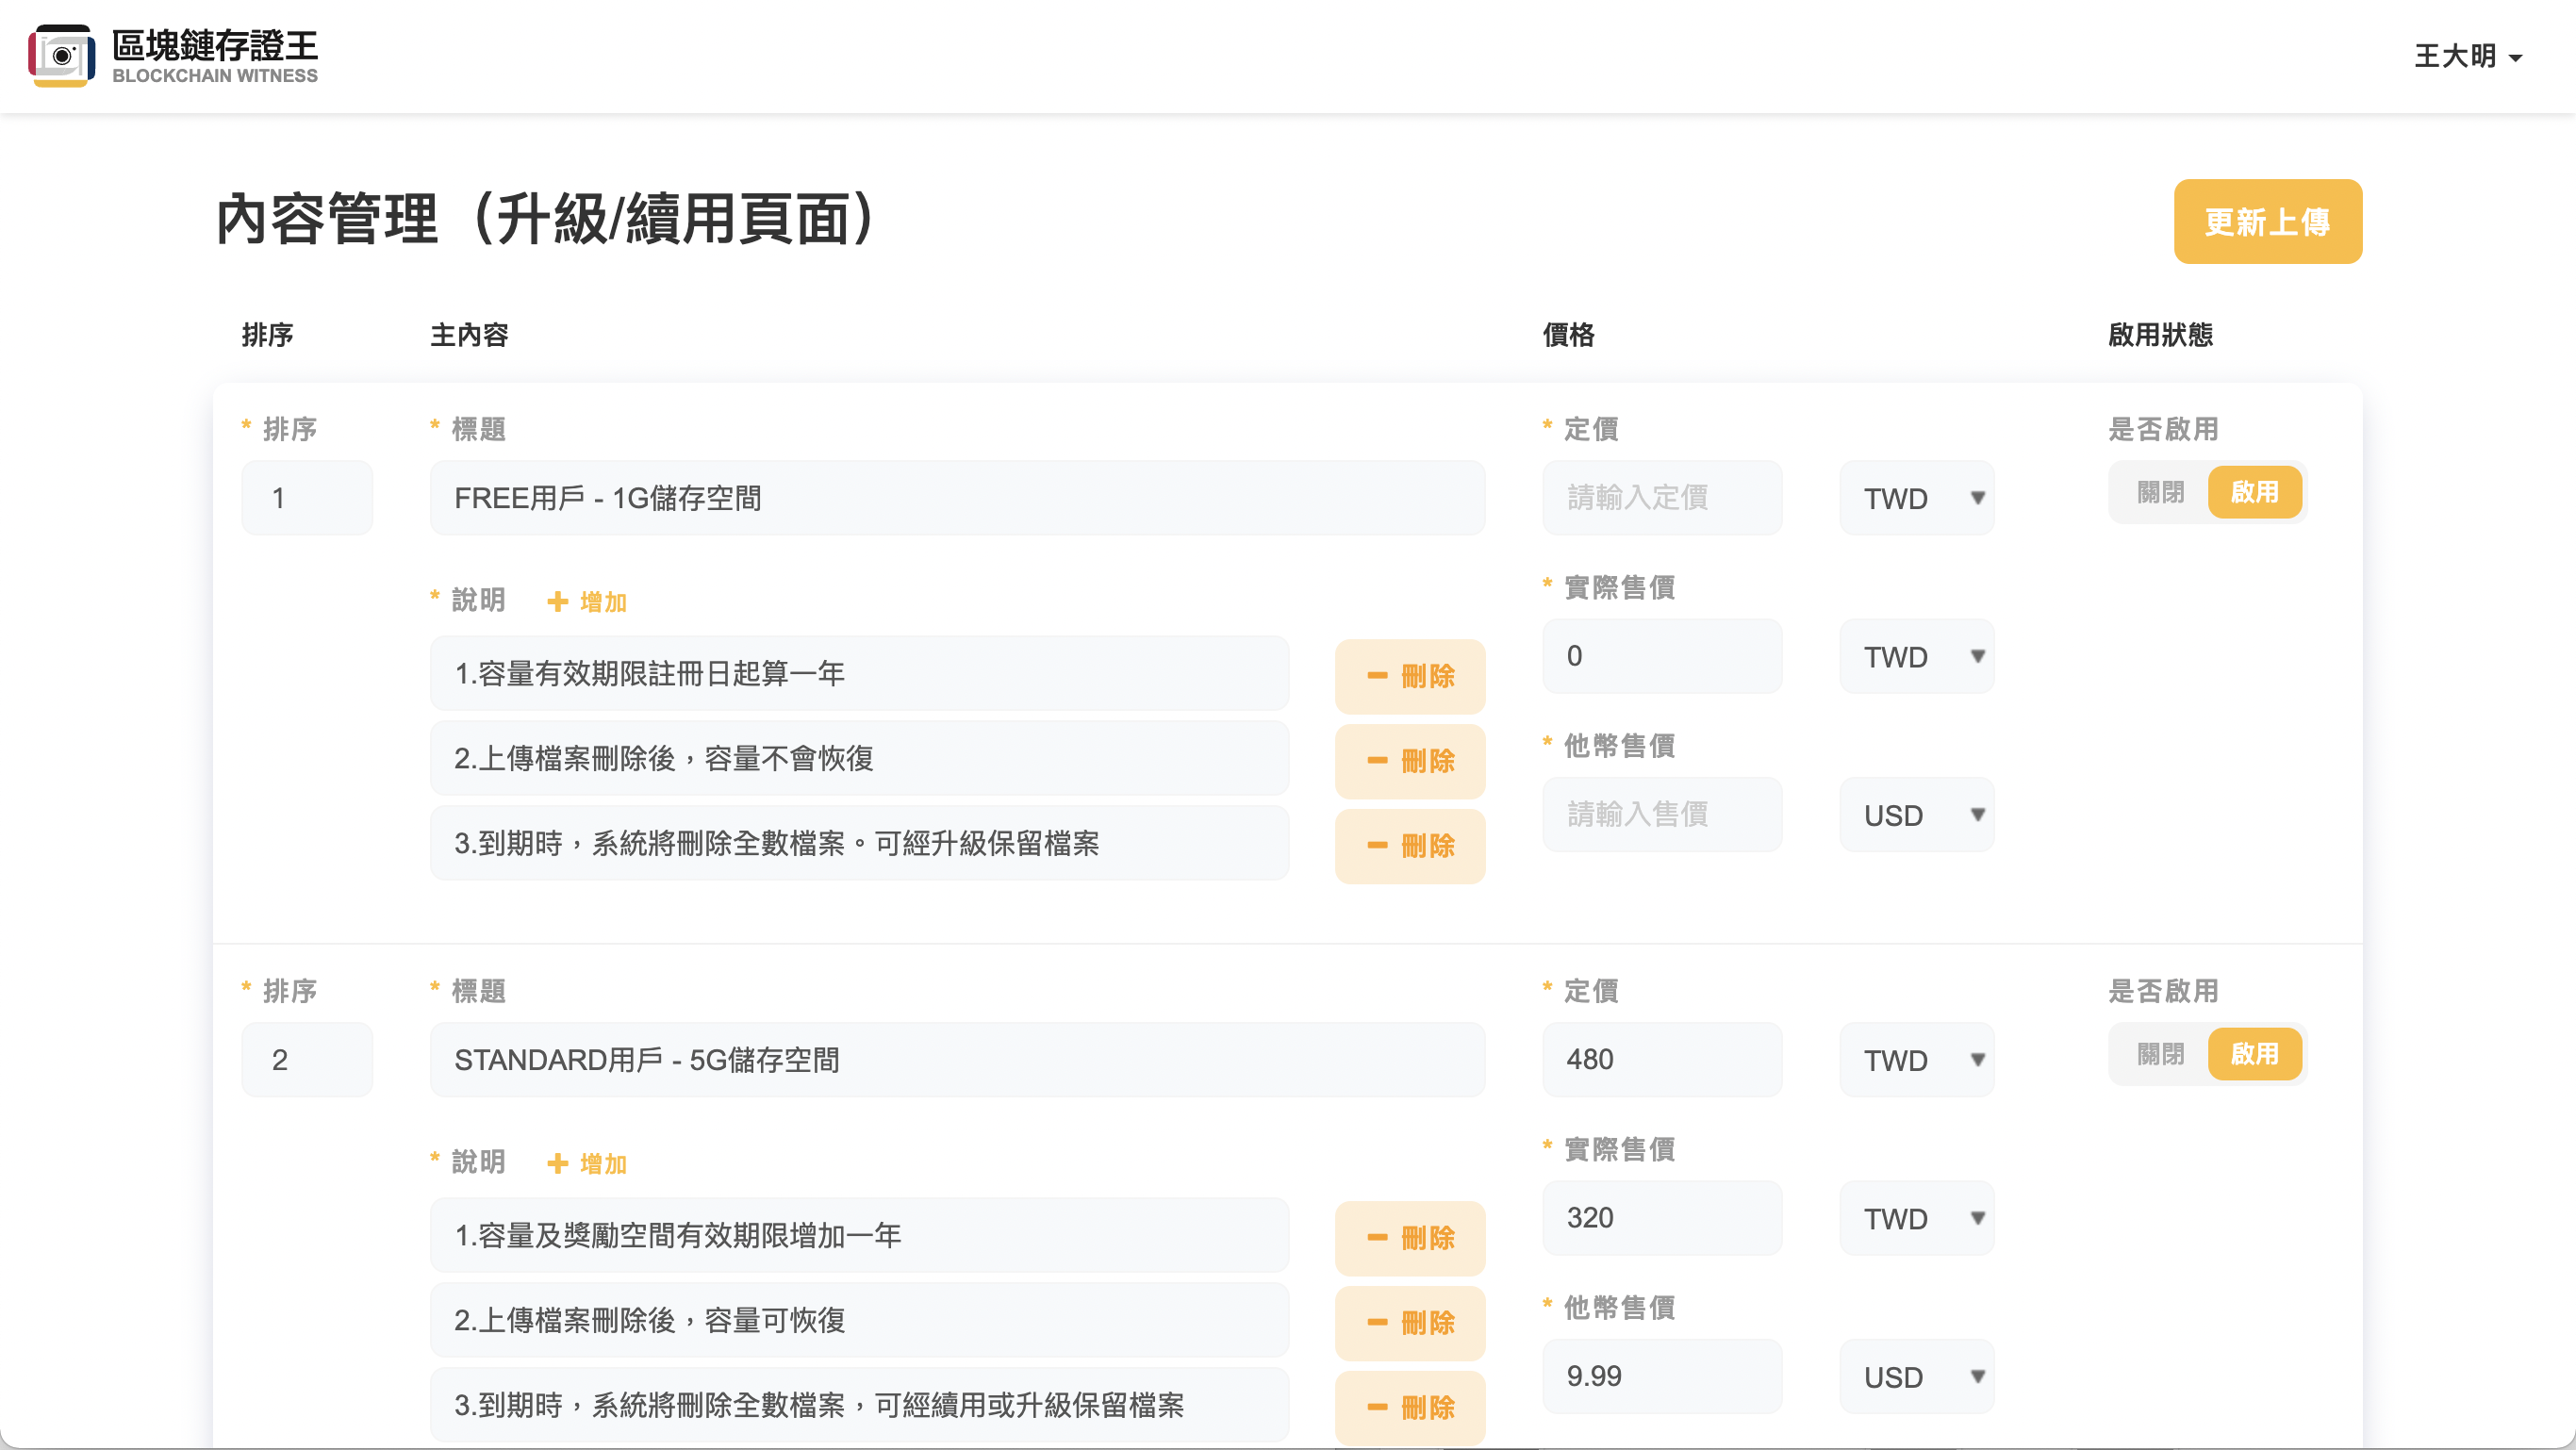 區塊鏈存證王
BLOCKCHAIN WITNESS
王大明
內容管理（升級/續用頁面）
更新上傳
排序 主內容 價格 啟用狀態
* 排序
1
* 標題
FREE用戶 - 1G儲存空間
* 說明 + 增加
1.容量有效期限註冊日起算一年 − 刪除
2.上傳檔案刪除後，容量不會恢復 − 刪除
3.到期時，系統將刪除全數檔案。可經升級保留檔案 − 刪除
* 定價
請輸入定價 TWD
* 實際售價
0 TWD
* 他幣售價
請輸入售價 USD
是否啟用
關閉 啟用
* 排序
2
* 標題
STANDARD用戶 - 5G儲存空間
* 說明 + 增加
1.容量及獎勵空間有效期限增加一年 − 刪除
2.上傳檔案刪除後，容量可恢復 − 刪除
3.到期時，系統將刪除全數檔案，可經續用或升級保留檔案 − 刪除
* 定價
480 TWD
* 實際售價
320 TWD
* 他幣售價
9.99 USD
是否啟用
關閉 啟用